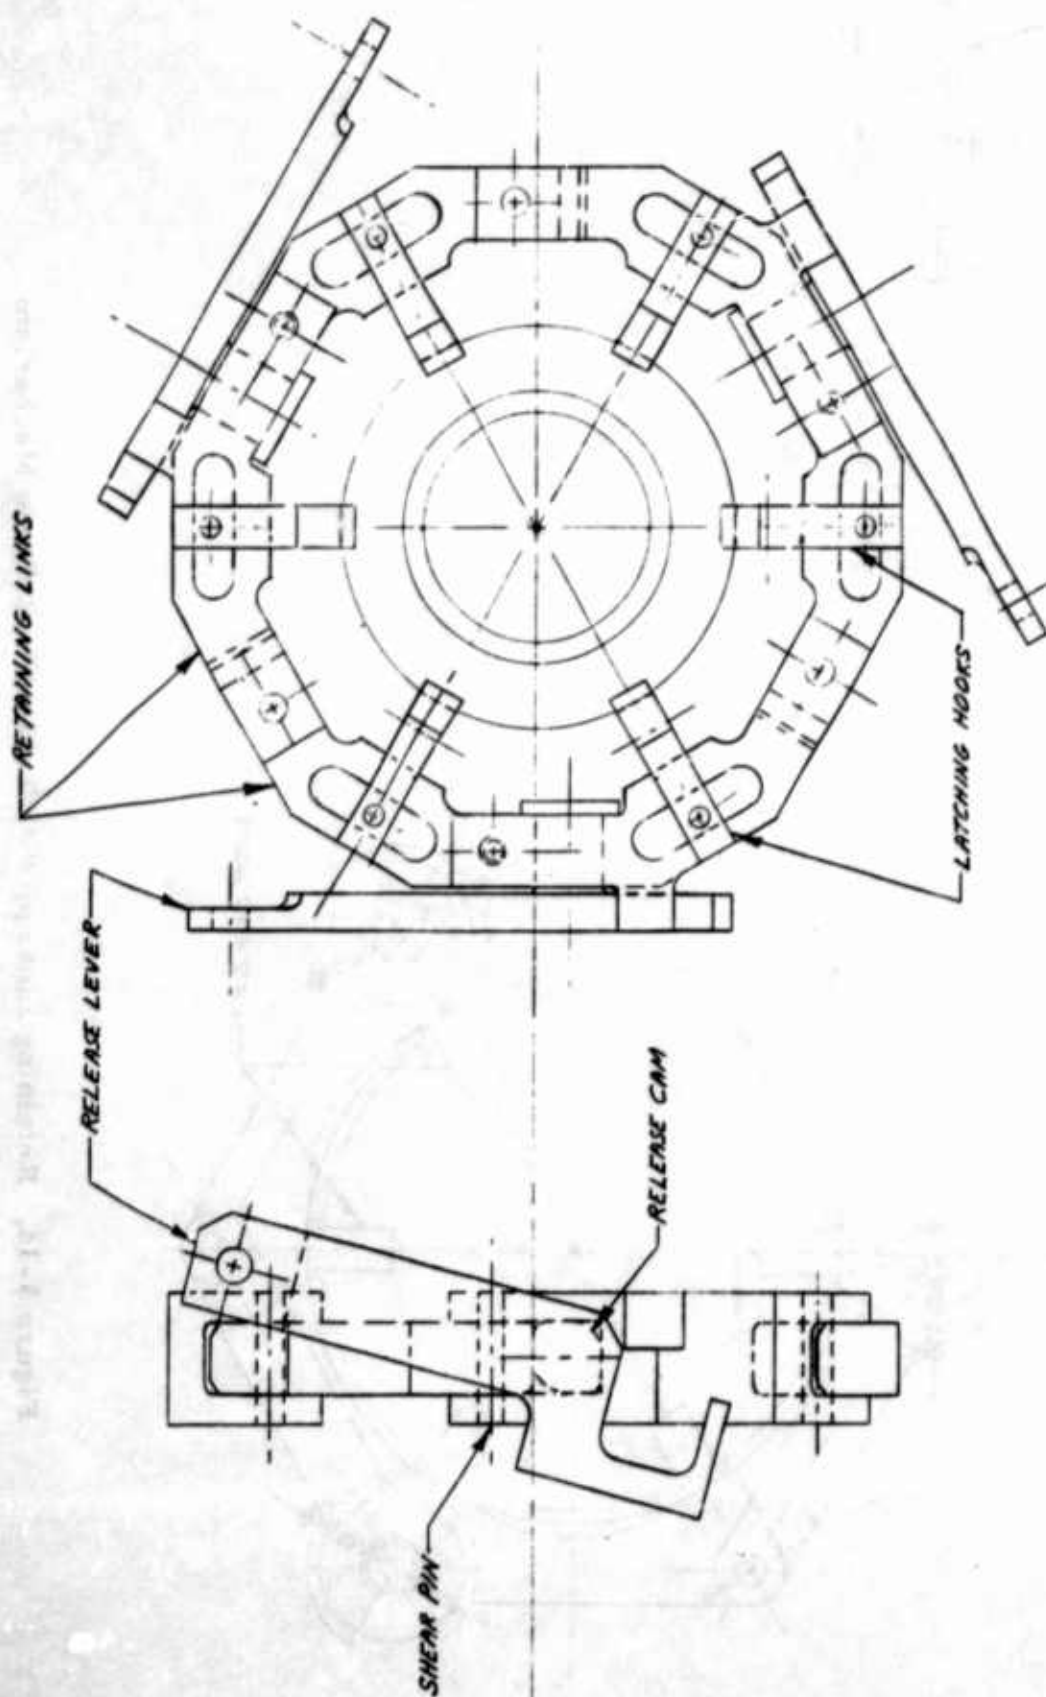 RETAINING LINKS
RELEASE LEVER
LATCHING HOOKS
RELEASE CAM
SHEAR PIN